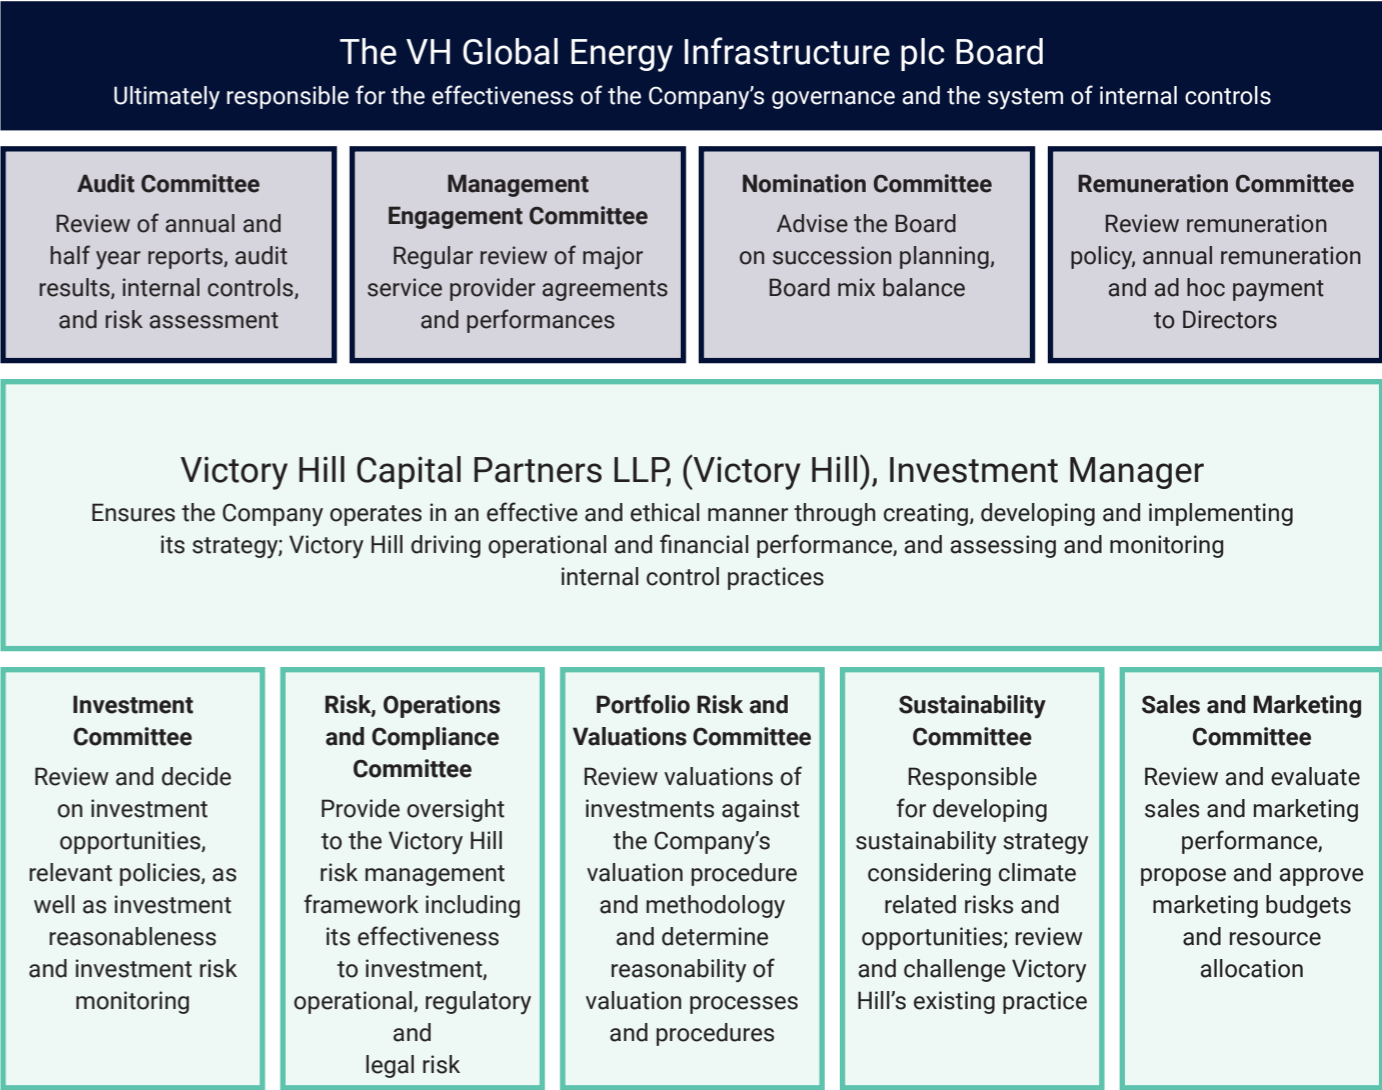 The VH Global Energy Infrastructure plc Board
Ultimately responsible for the effectiveness of the Company’s governance and the system of internal controls
Audit Committee
Review of annual and
half year reports, audit
results, internal controls,
and risk assessment
Management
Engagement Committee
Regular review of major
service provider agreements
and performances
Nomination Committee
Advise the Board
on succession planning,
Board mix balance
Remuneration Committee
Review remuneration
policy, annual remuneration
and ad hoc payment
to Directors
Victory Hill Capital Partners LLP, (Victory Hill), Investment Manager
Ensures the Company operates in an effective and ethical manner through creating, developing and implementing
its strategy; Victory Hill driving operational and financial performance, and assessing and monitoring
internal control practices
Investment
Committee
Review and decide
on investment
opportunities,
relevant policies, as
well as investment
reasonableness
and investment risk
monitoring
Risk, Operations
and Compliance
Committee
Provide oversight
to the Victory Hill
risk management
framework including
its effectiveness
to investment,
operational, regulatory
and
legal risk
Portfolio Risk and
Valuations Committee
Review valuations of
investments against
the Company’s
valuation procedure
and methodology
and determine
reasonability of
valuation processes
and procedures
Sustainability
Committee
Responsible
for developing
sustainability strategy
considering climate
related risks and
opportunities; review
and challenge Victory
Hill’s existing practice
Sales and Marketing
Committee
Review and evaluate
sales and marketing
performance,
propose and approve
marketing budgets
and resource
allocation